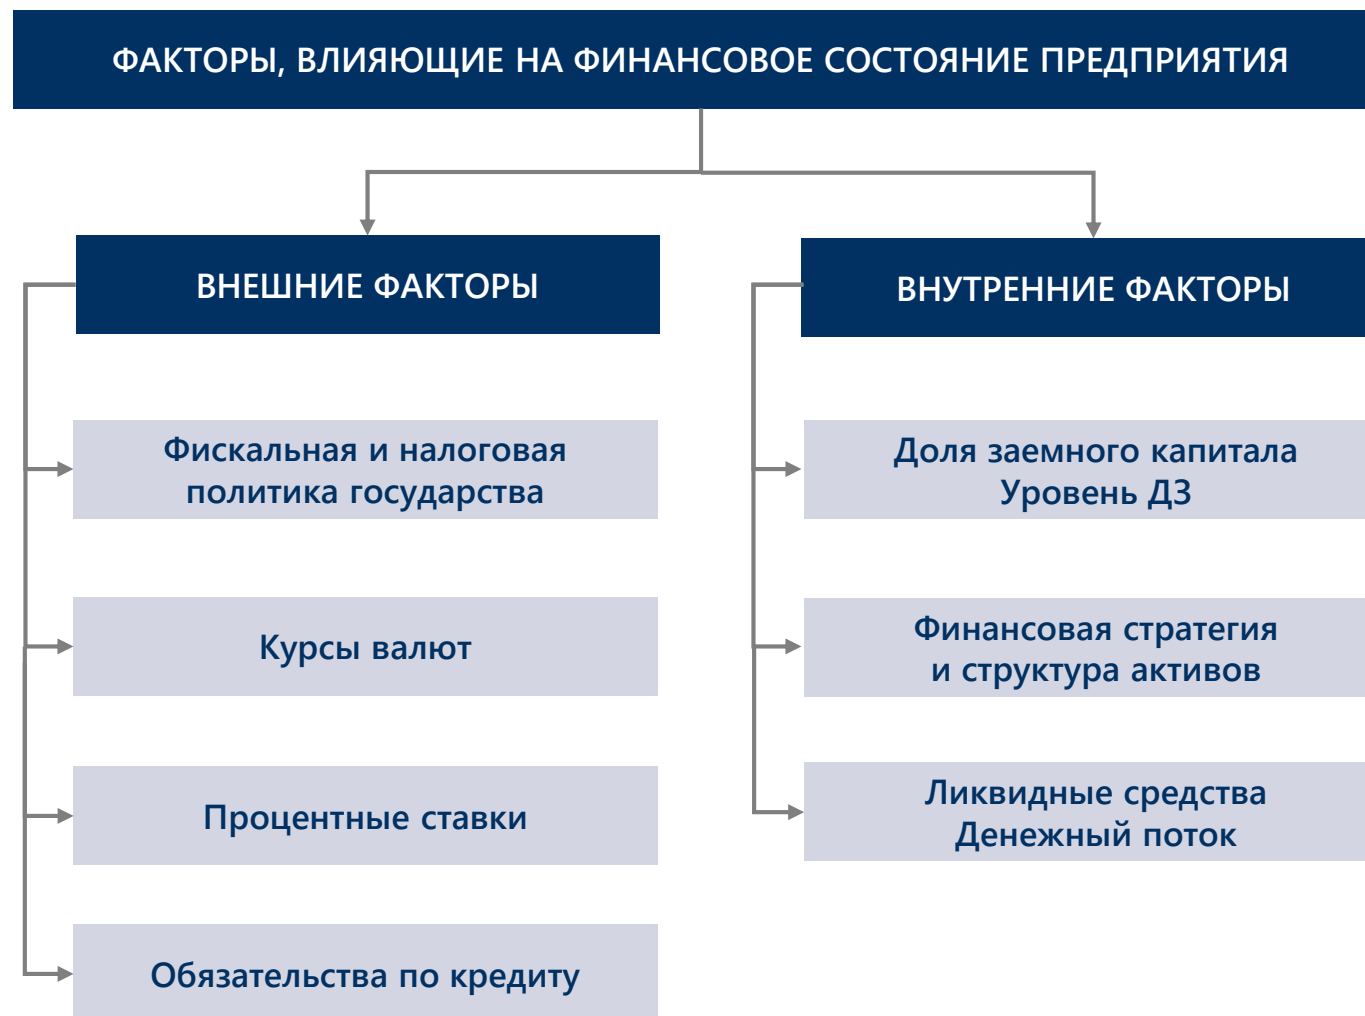 ФАКТОРЫ, ВЛИЯЮЩИЕ НА ФИНАНСОВОЕ СОСТОЯНИЕ ПРЕДПРИЯТИЯ
ВНЕШНИЕ ФАКТОРЫ
Фискальная и налоговая
политика государства
Курсы валют
Процентные ставки
Обязательства по кредиту
ВНУТРЕННИЕ ФАКТОРЫ
Доля заемного капитала
Уровень ДЗ
Финансовая стратегия
и структура активов
Ликвидные средства
Денежный поток